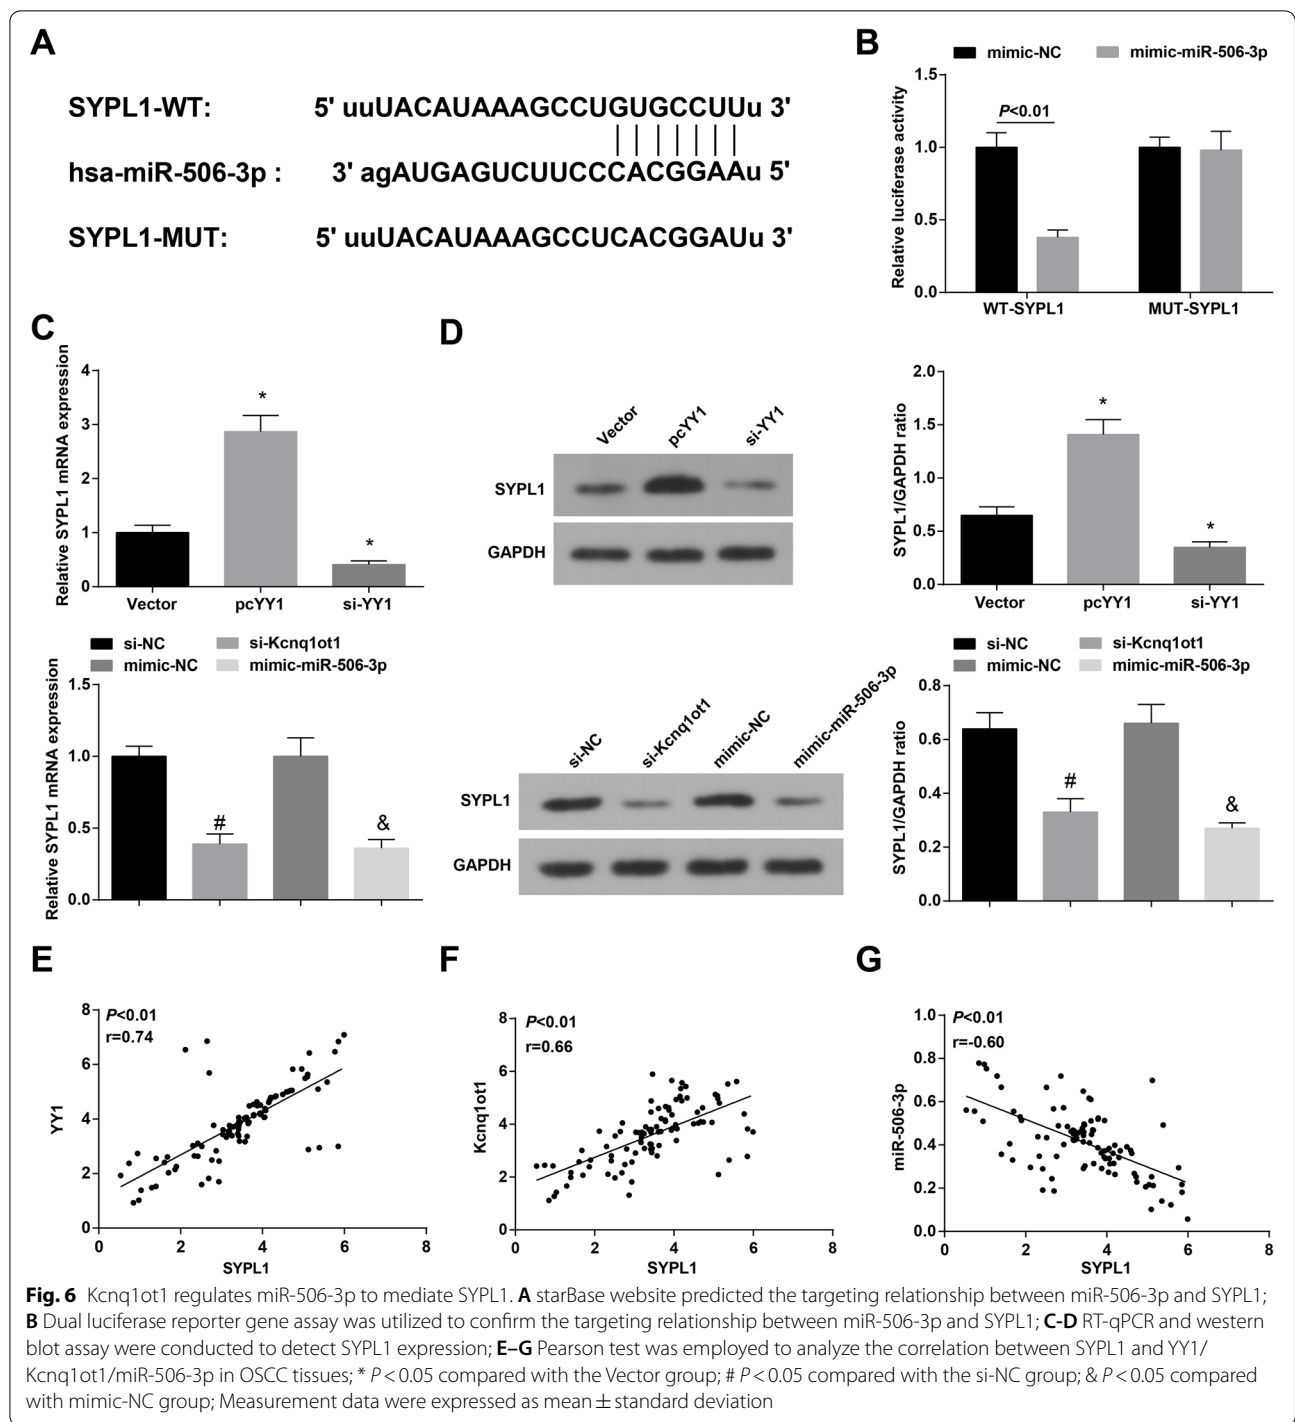 A
SYPL1-WT: 5' uuUACAUAAAGCCUGUGCCUUu 3'
hsa-miR-506-3p : 3' agAUGAGUCUUCCCACGGAAu 5'
SYPL1-MUT: 5' uuUACAUAAAGCCUCACGGAUu 3'
B
mimic-NC mimic-miR-506-3p
Relative luciferase activity
1.5
1.0
0.5
0.0
P<0.01
WT-SYPL1 MUT-SYPL1
C
Relative SYPL1 mRNA expression
4
3
2
1
0
*
*
Vector pcYY1 si-YY1
si-NC si-Kcnq1ot1
mimic-NC mimic-miR-506-3p
Relative SYPL1 mRNA expression
1.5
1.0
0.5
0.0
#
&
D
Vector pcYY1 si-YY1
SYPL1
GAPDH
SYPL1/GAPDH ratio
2.0
1.5
1.0
0.5
0.0
*
*
Vector pcYY1 si-YY1
si-NC si-Kcnq1ot1 mimic-NC mimic-miR-506-3p
SYPL1
GAPDH
si-NC si-Kcnq1ot1
mimic-NC mimic-miR-506-3p
SYPL1/GAPDH ratio
0.8
0.6
0.4
0.2
0.0
#
&
E
P<0.01
r=0.74
YY1
8
6
4
2
0
0 2 4 6 8
SYPL1
F
P<0.01
r=0.66
Kcnq1ot1
8
6
4
2
0
0 2 4 6 8
SYPL1
G
P<0.01
r=-0.60
miR-506-3p
1.0
0.8
0.6
0.4
0.2
0.0
0 2 4 6 8
SYPL1
Fig. 6 Kcnq1ot1 regulates miR-506-3p to mediate SYPL1. A starBase website predicted the targeting relationship between miR-506-3p and SYPL1;
B Dual luciferase reporter gene assay was utilized to confirm the targeting relationship between miR-506-3p and SYPL1; C-D RT-qPCR and western
blot assay were conducted to detect SYPL1 expression; E–G Pearson test was employed to analyze the correlation between SYPL1 and YY1/
Kcnq1ot1/miR-506-3p in OSCC tissues; * P < 0.05 compared with the Vector group; # P < 0.05 compared with the si-NC group; & P < 0.05 compared
with mimic-NC group; Measurement data were expressed as mean ± standard deviation